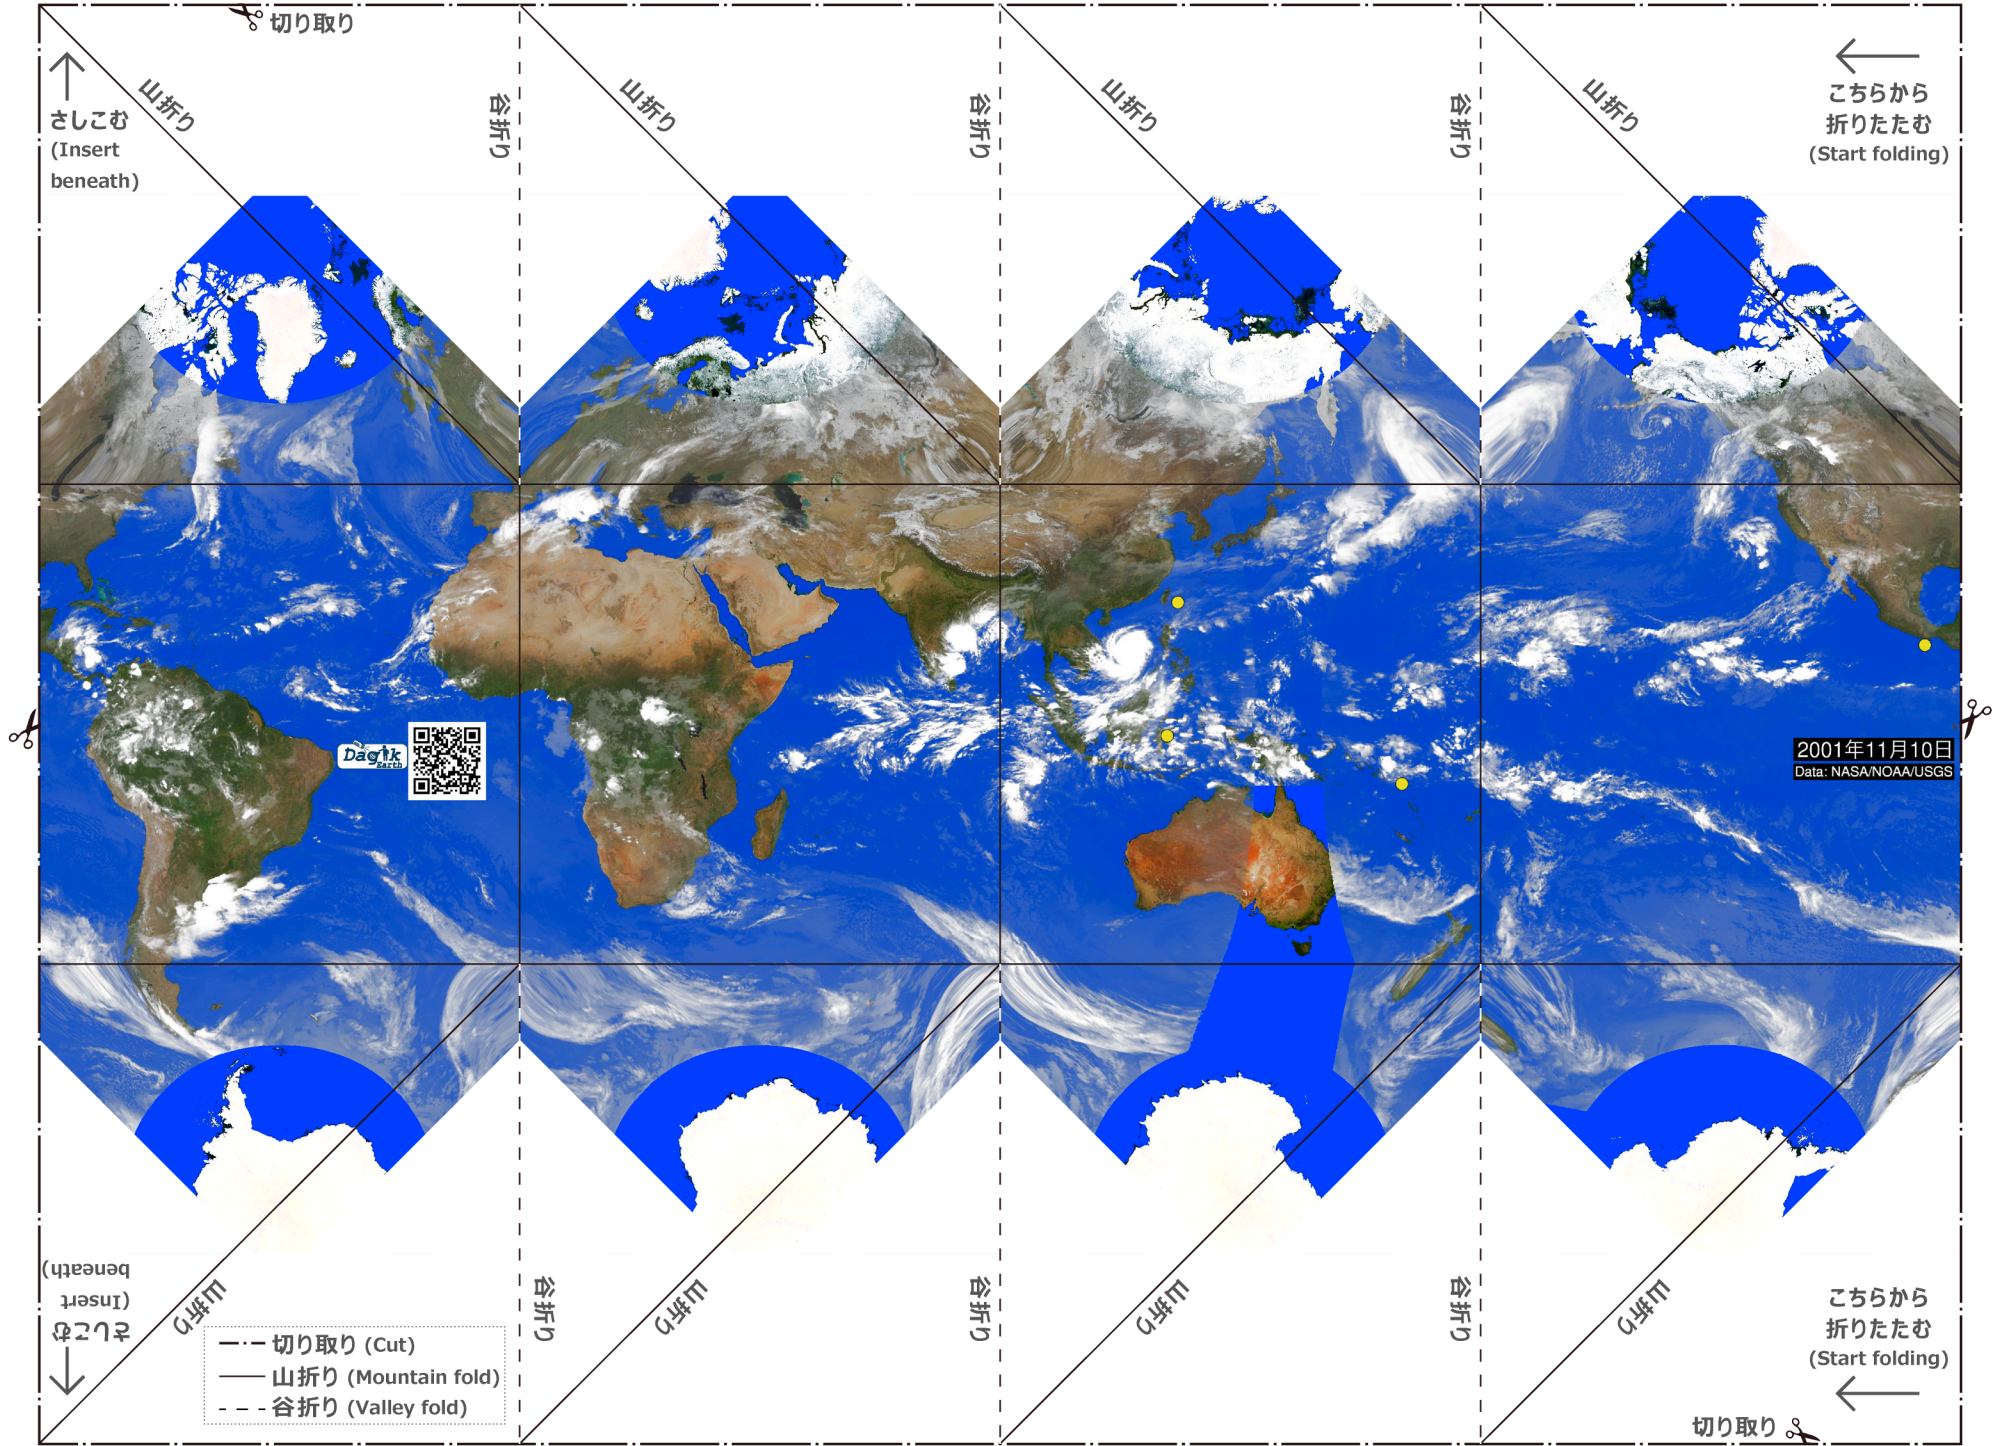 切り取り
さしこむ
(Insert
beneath)
山折り
谷折り
山折り
谷折り
山折り
谷折り
山折り
こちらから
折りたたむ
(Start folding)
Dagik
Earth
2001年11月10日
Data: NASA/NOAA/USGS
さしこむ
(Insert
beneath)
山折り
谷折り
山折り
谷折り
山折り
谷折り
山折り
こちらから
折りたたむ
(Start folding)
切り取り (Cut)
山折り (Mountain fold)
谷折り (Valley fold)
切り取り